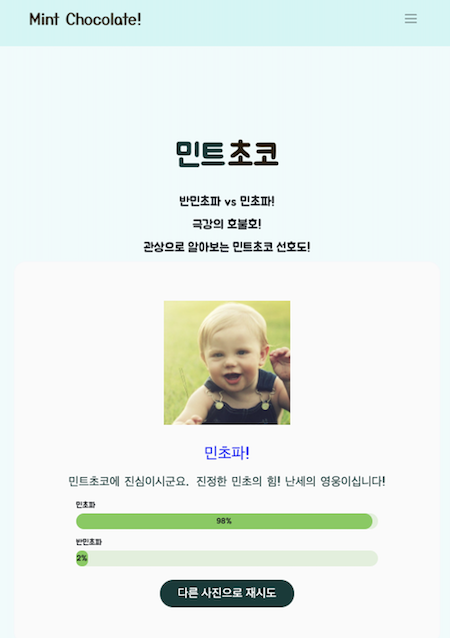 Mint Chocolate!
민트초코
반민초파 vs 민초파!
극강의 호불호!
관상으로 알아보는 민트초코 선호도!
민초파!
민트초코에 진심이시군요. 진정한 민초의 힘! 난세의 영웅이십니다!
민초파
98%
반민초파
2%
다른 사진으로 재시도